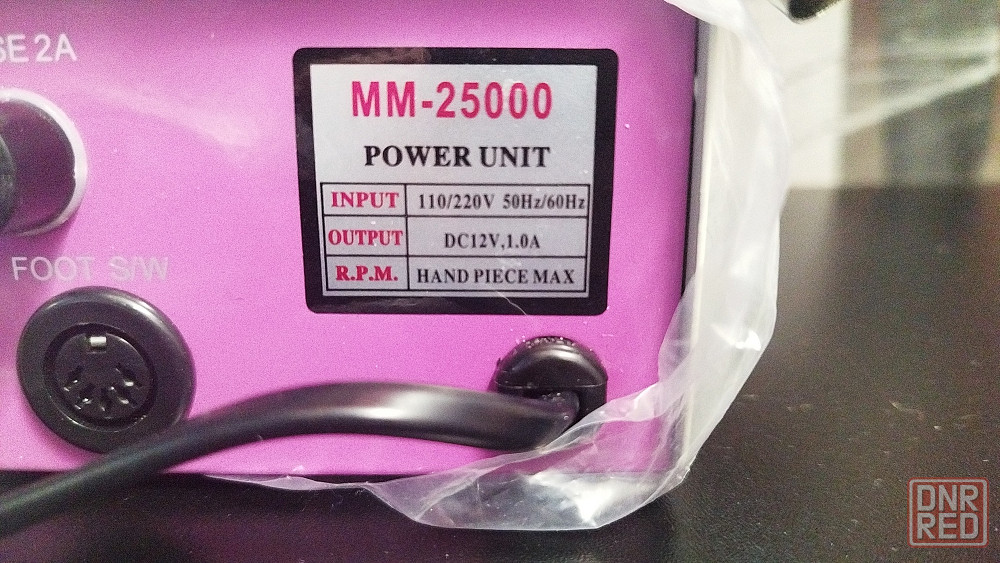 SE 2A
MM-25000
POWER UNIT
INPUT 110/220V 50Hz/60Hz
OUTPUT DC12V,1.0A
R.P.M. HAND PIECE MAX
FOOT S/W
DNR
RED